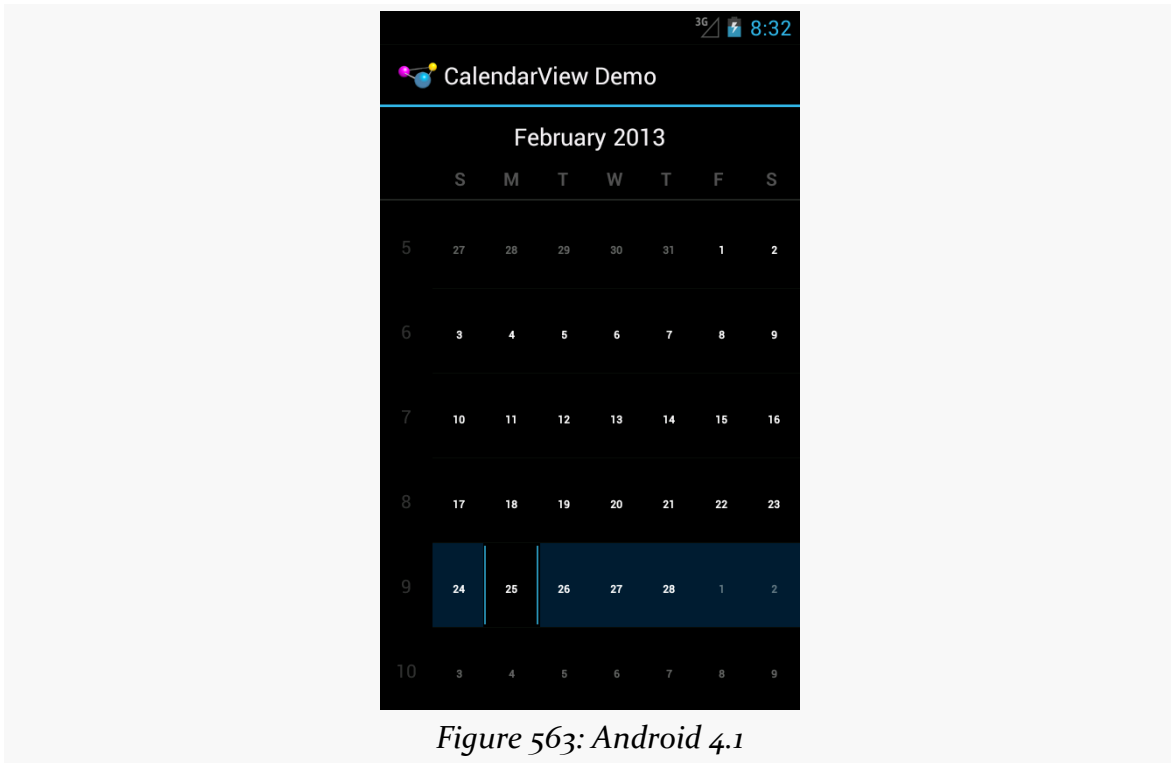 3G 8:32
CalendarView Demo
February 2013
S M T W T F S
5 27 28 29 30 31 1 2
6 3 4 5 6 7 8 9
7 10 11 12 13 14 15 16
8 17 18 19 20 21 22 23
9 24 25 26 27 28 1 2
10 3 4 5 6 7 8 9
Figure 563: Android 4.1